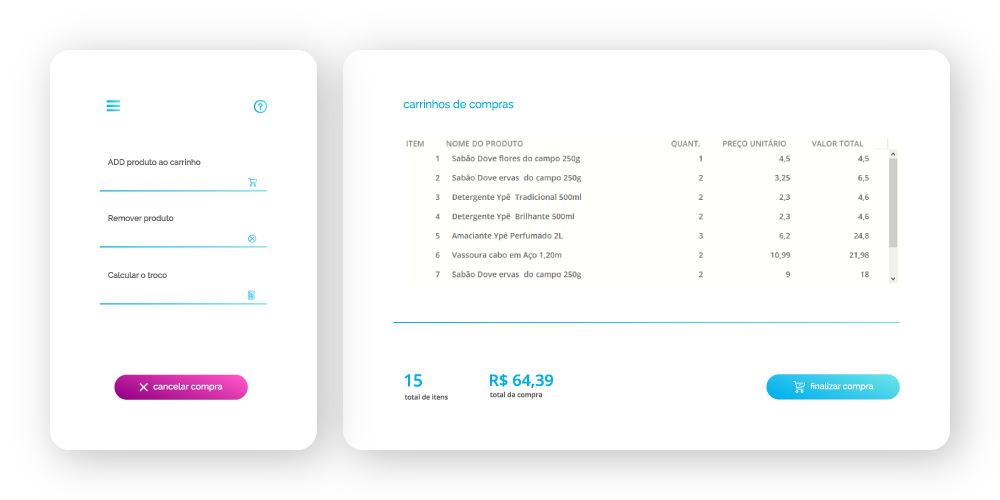 ADD produto ao carrinho
Remover produto
Calcular o troco
cancelar compra
carrinhos de compras
ITEM NOME DO PRODUTO QUANT. PREÇO UNITÁRIO VALOR TOTAL
1 Sabão Dove flores do campo 250g 1 4,5 4,5
2 Sabão Dove ervas do campo 250g 2 3,25 6,5
3 Detergente Ypê Tradicional 500ml 2 2,3 4,6
4 Detergente Ypê Brilhante 500ml 2 2,3 4,6
5 Amaciante Ypê Perfumado 2L 3 6,2 24,8
6 Vassoura cabo em Aço 1,20m 2 10,99 21,98
7 Sabão Dove ervas do campo 250g 2 9 18
15 R$ 64,39
total de itens total da compra
finalizar compra